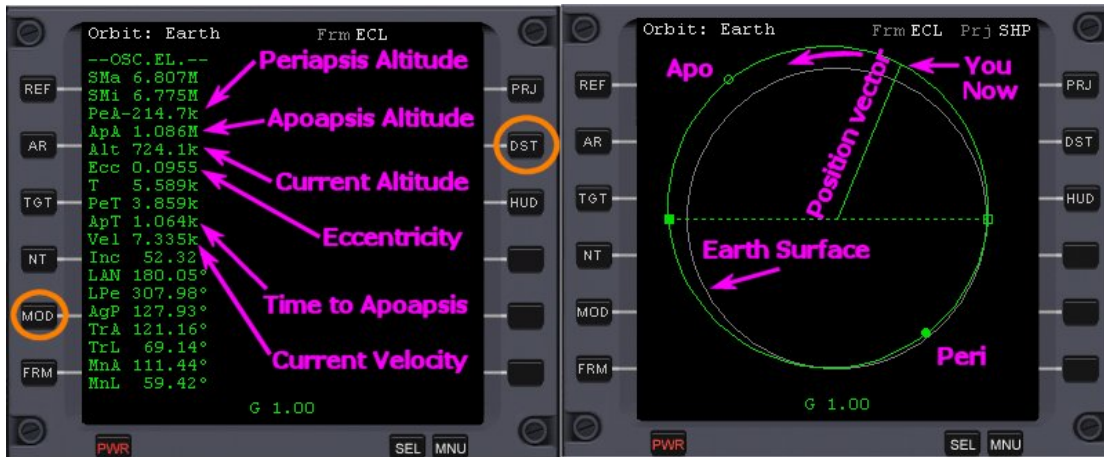 Orbit: Earth Frm ECL
--OSC.EL.--
SMa 6.807M
SMi 6.775M
PeA-214.7k
ApA 1.086M
Alt 724.1k
Ecc 0.0955
T 5.589k
PeT 3.859k
ApT 1.064k
Vel 7.335k
Inc 52.32
LAN 180.05°
LPe 307.98°
AgP 127.93°
TrA 121.16°
TrL 69.14°
MnA 111.44°
MnL 59.42°
G 1.00
Periapsis Altitude
Apoapsis Altitude
Current Altitude
Eccentricity
Time to Apoapsis
Current Velocity
REF
AR
TGT
NT
MOD
FRM
PRJ
DST
HUD
PWR
SEL MNU
Orbit: Earth Frm ECL Prj SHP
Apo
You
Now
Position vector
Earth Surface
Peri
G 1.00
REF
AR
TGT
NT
MOD
FRM
PRJ
DST
HUD
PWR
SEL MNU